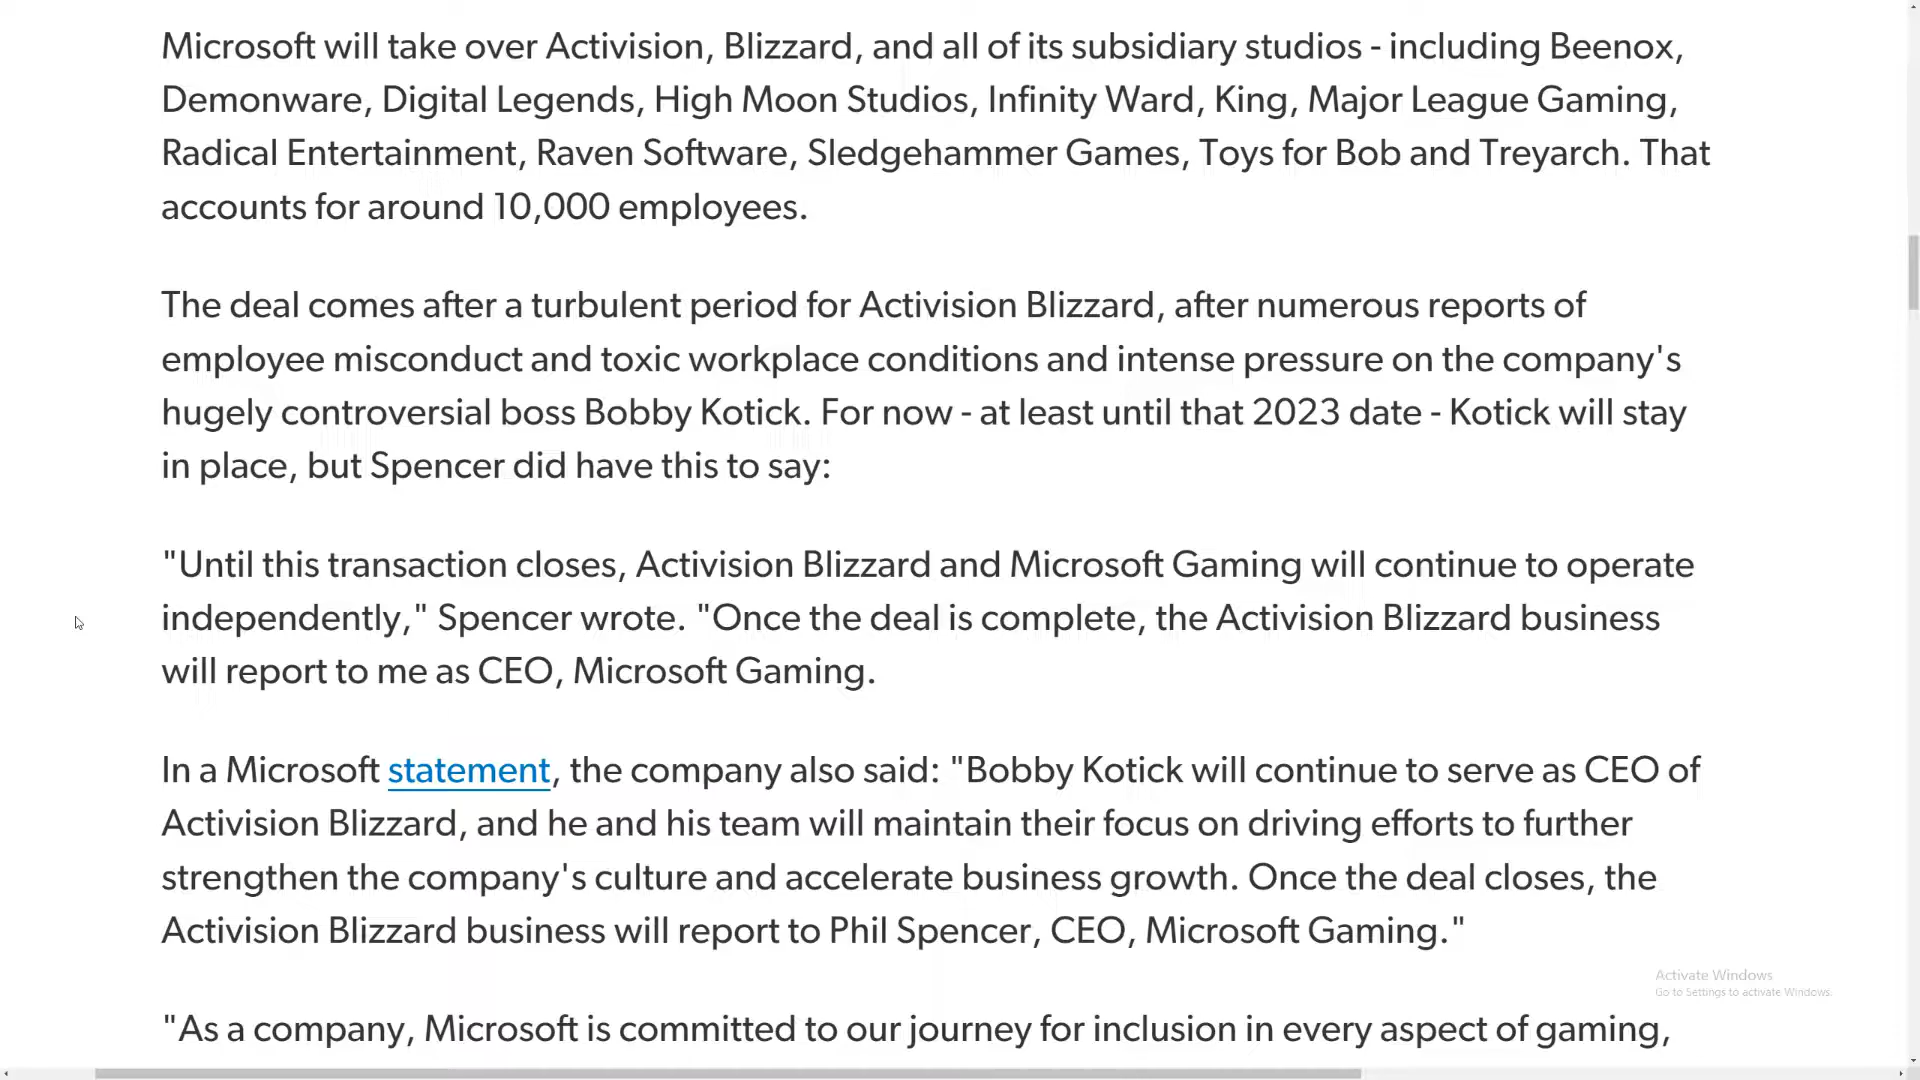 Microsoft will take over Activision, Blizzard, and all of its subsidiary studios - including Beenox,
Demonware, Digital Legends, High Moon Studios, Infinity Ward, King, Major League Gaming,
Radical Entertainment, Raven Software, Sledgehammer Games, Toys for Bob and Treyarch. That
accounts for around 10,000 employees.
The deal comes after a turbulent period for Activision Blizzard, after numerous reports of
employee misconduct and toxic workplace conditions and intense pressure on the company's
hugely controversial boss Bobby Kotick. For now - at least until that 2023 date - Kotick will stay
in place, but Spencer did have this to say:
"Until this transaction closes, Activision Blizzard and Microsoft Gaming will continue to operate
independently," Spencer wrote. "Once the deal is complete, the Activision Blizzard business
will report to me as CEO, Microsoft Gaming.
In a Microsoft statement, the company also said: "Bobby Kotick will continue to serve as CEO of
Activision Blizzard, and he and his team will maintain their focus on driving efforts to further
strengthen the company's culture and accelerate business growth. Once the deal closes, the
Activision Blizzard business will report to Phil Spencer, CEO, Microsoft Gaming."
Activate Windows
Go to Settings to activate Windows.
"As a company, Microsoft is committed to our journey for inclusion in every aspect of gaming,